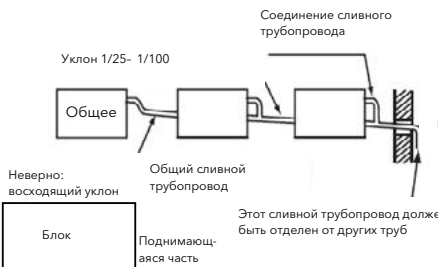 Соединение сливного
трубопровода
Уклон 1/25– 1/100
Общее
Общий сливной
трубопровод
Неверно:
восходящий уклон
Этот сливной трубопровод долже
быть отделен от других труб
Блок
Поднимающ-
аяся часть